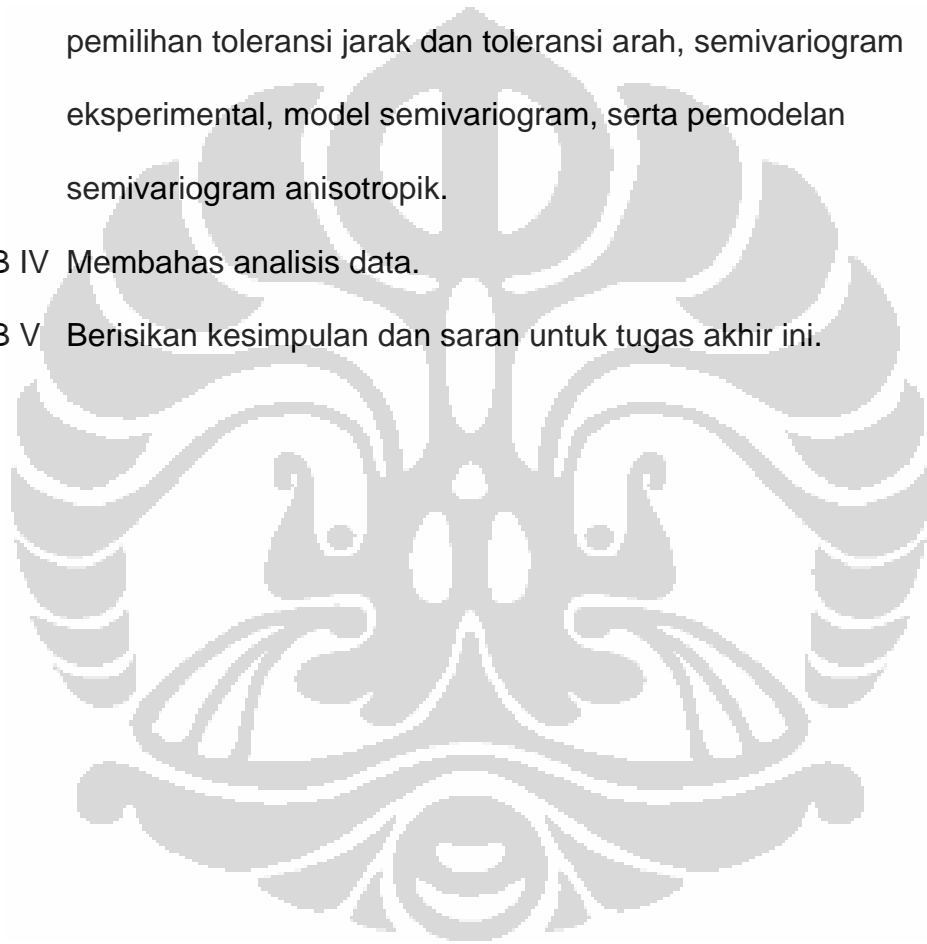 pemilihan toleransi jarak dan toleransi arah, semivariogram
eksperimental, model semivariogram, serta pemodelan
semivariogram anisotropik.
B IV Membahas analisis data.
B V Berisikan kesimpulan dan saran untuk tugas akhir ini.